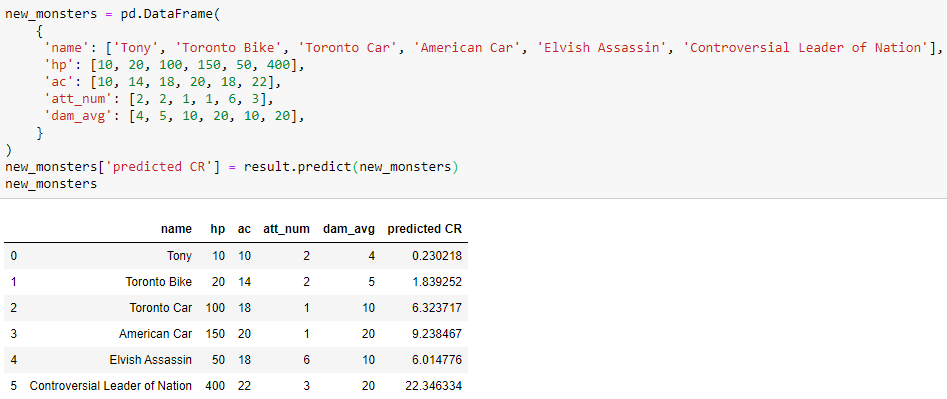 new_monsters = pd.DataFrame(
{
'name': ['Tony', 'Toronto Bike', 'Toronto Car', 'American Car', 'Elvish Assassin', 'Controversial Leader of Nation'],
'hp': [10, 20, 100, 150, 50, 400],
'ac': [10, 14, 18, 20, 18, 22],
'att_num': [2, 2, 1, 1, 6, 3],
'dam_avg': [4, 5, 10, 20, 10, 20],
}
)
new_monsters['predicted CR'] = result.predict(new_monsters)
new_monsters
name hp ac att_num dam_avg predicted CR
0 Tony 10 10 2 4 0.230218
1 Toronto Bike 20 14 2 5 1.839252
2 Toronto Car 100 18 1 10 6.323717
3 American Car 150 20 1 20 9.238467
4 Elvish Assassin 50 18 6 10 6.014776
5 Controversial Leader of Nation 400 22 3 20 22.346334